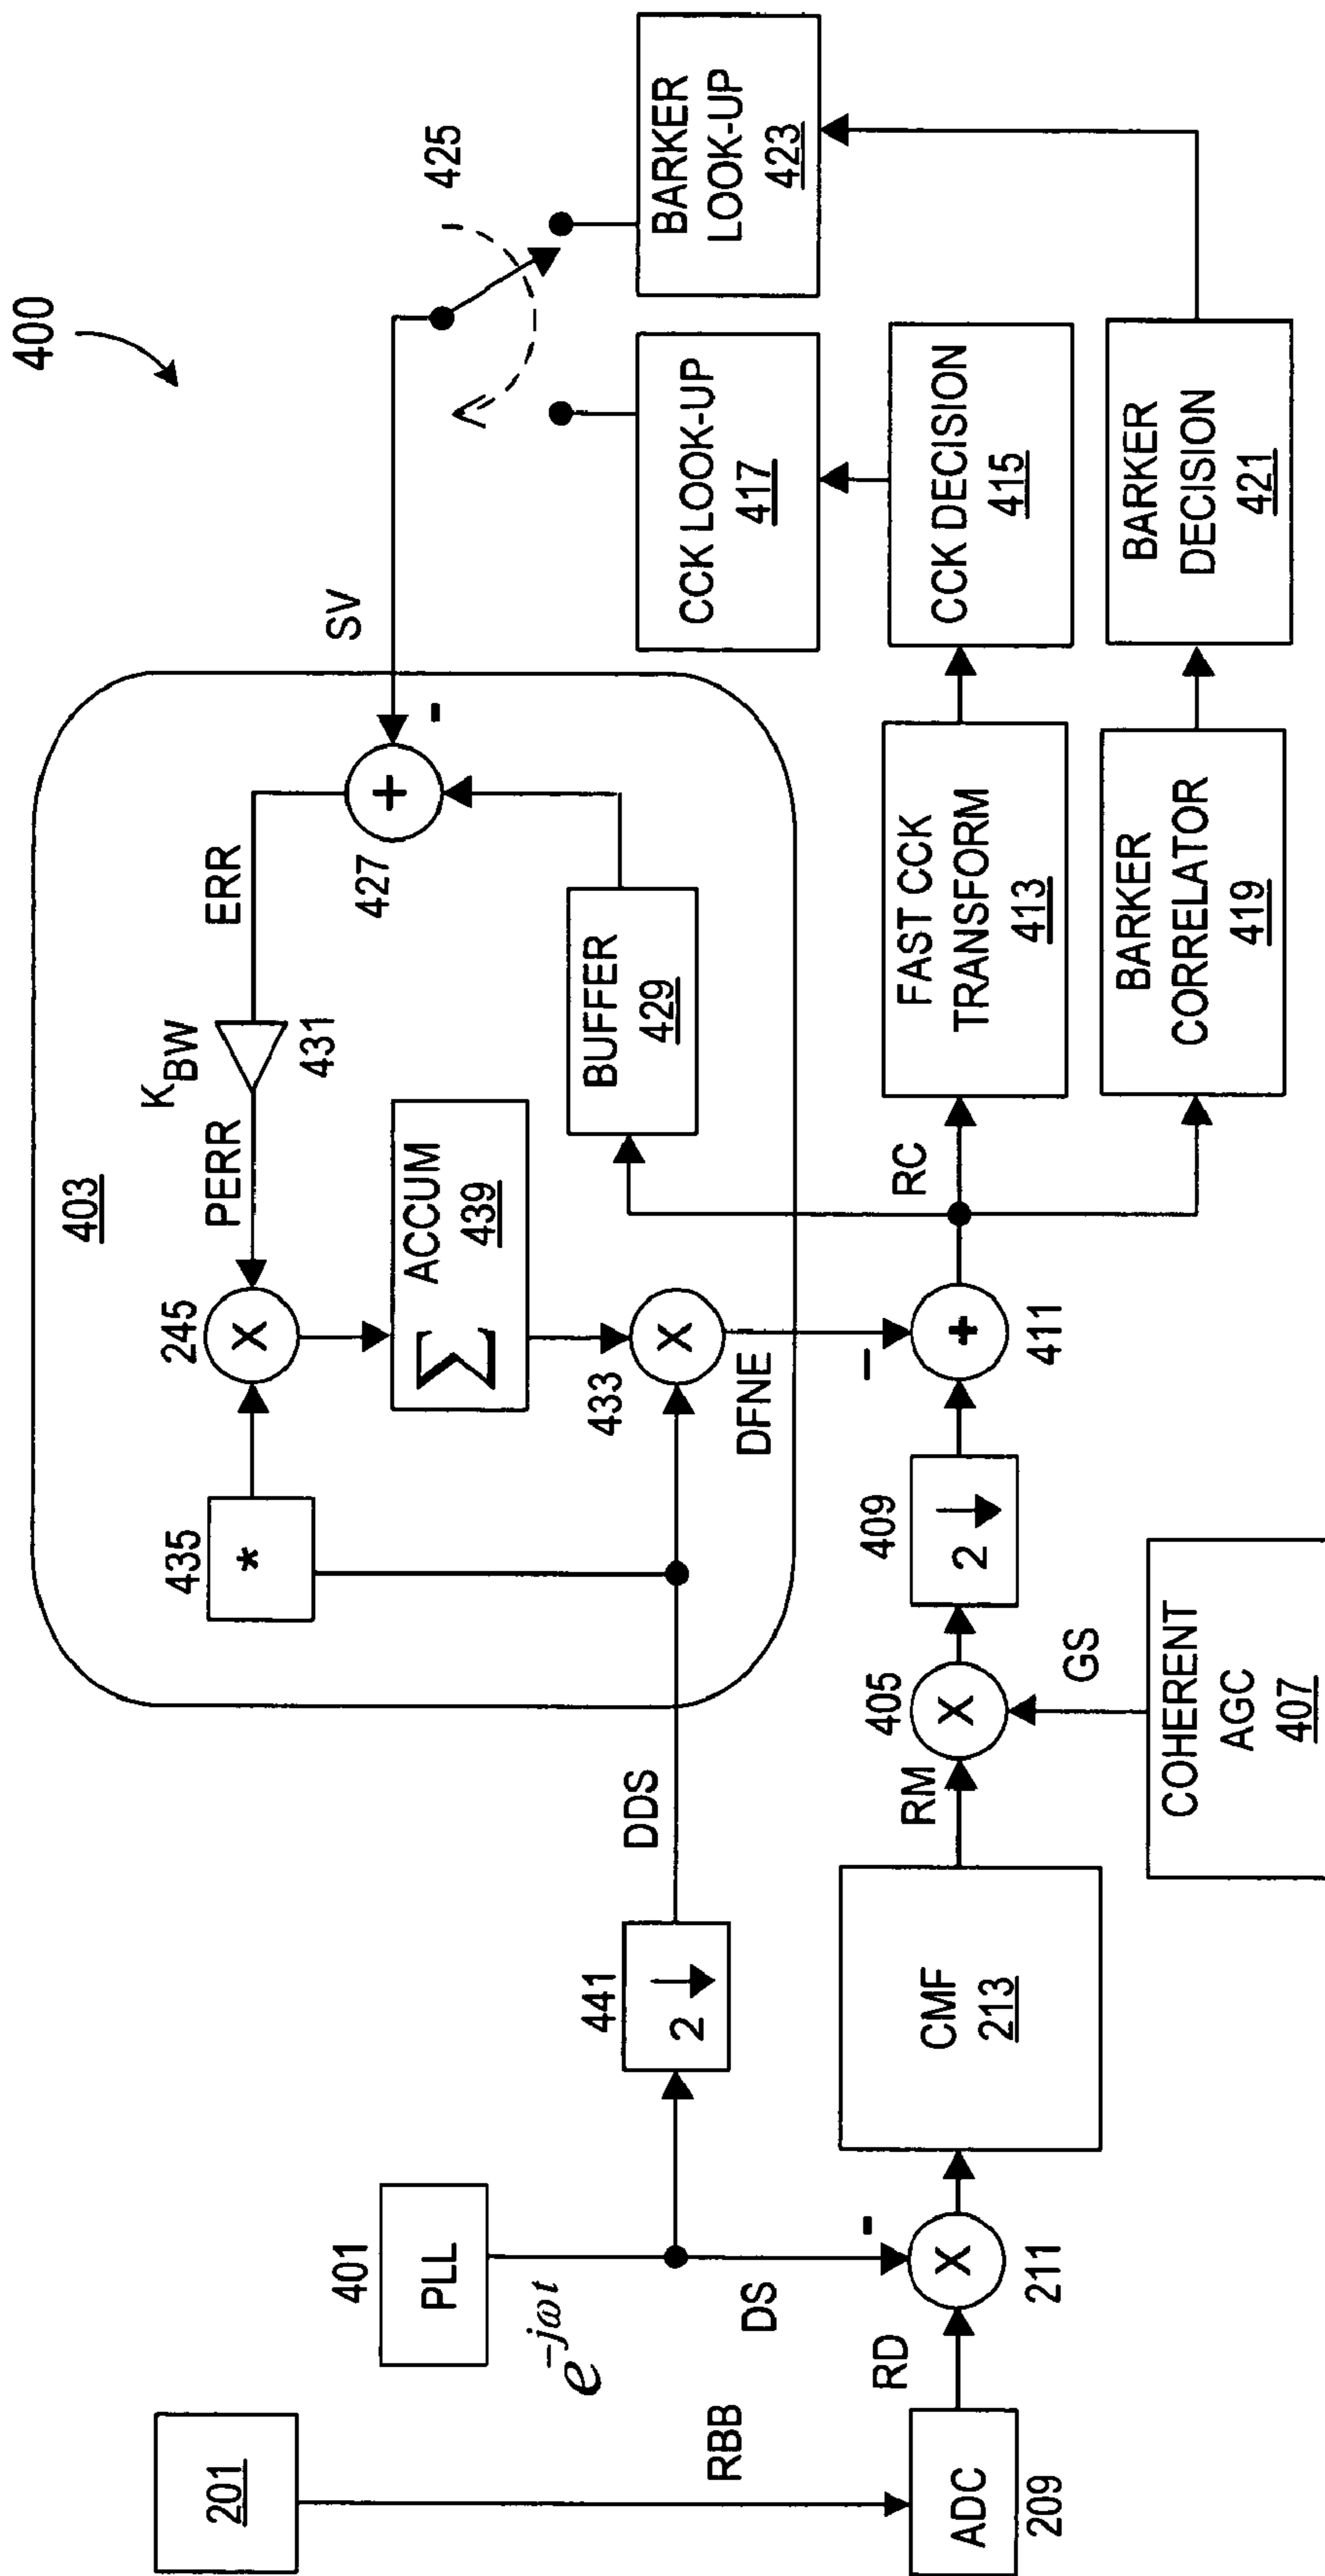 400
201
RBB
ADC
209
RD
401
PLL
e^{-jωt}
DS
-
211
CMF
213
RM
405
X
GS
COHERENT
AGC
407
441
2
DDS
409
2
403
435
*
245
X
PERR
K_{BW}
431
ERR
ACCUM
Σ
439
433
X
DFNE
-
+
411
RC
BUFFER
429
+
427
-
SV
425
FAST CCK
TRANSFORM
413
CCK DECISION
415
CCK LOOK-UP
417
BARKER
CORRELATOR
419
BARKER
DECISION
421
BARKER
LOOK-UP
423
X